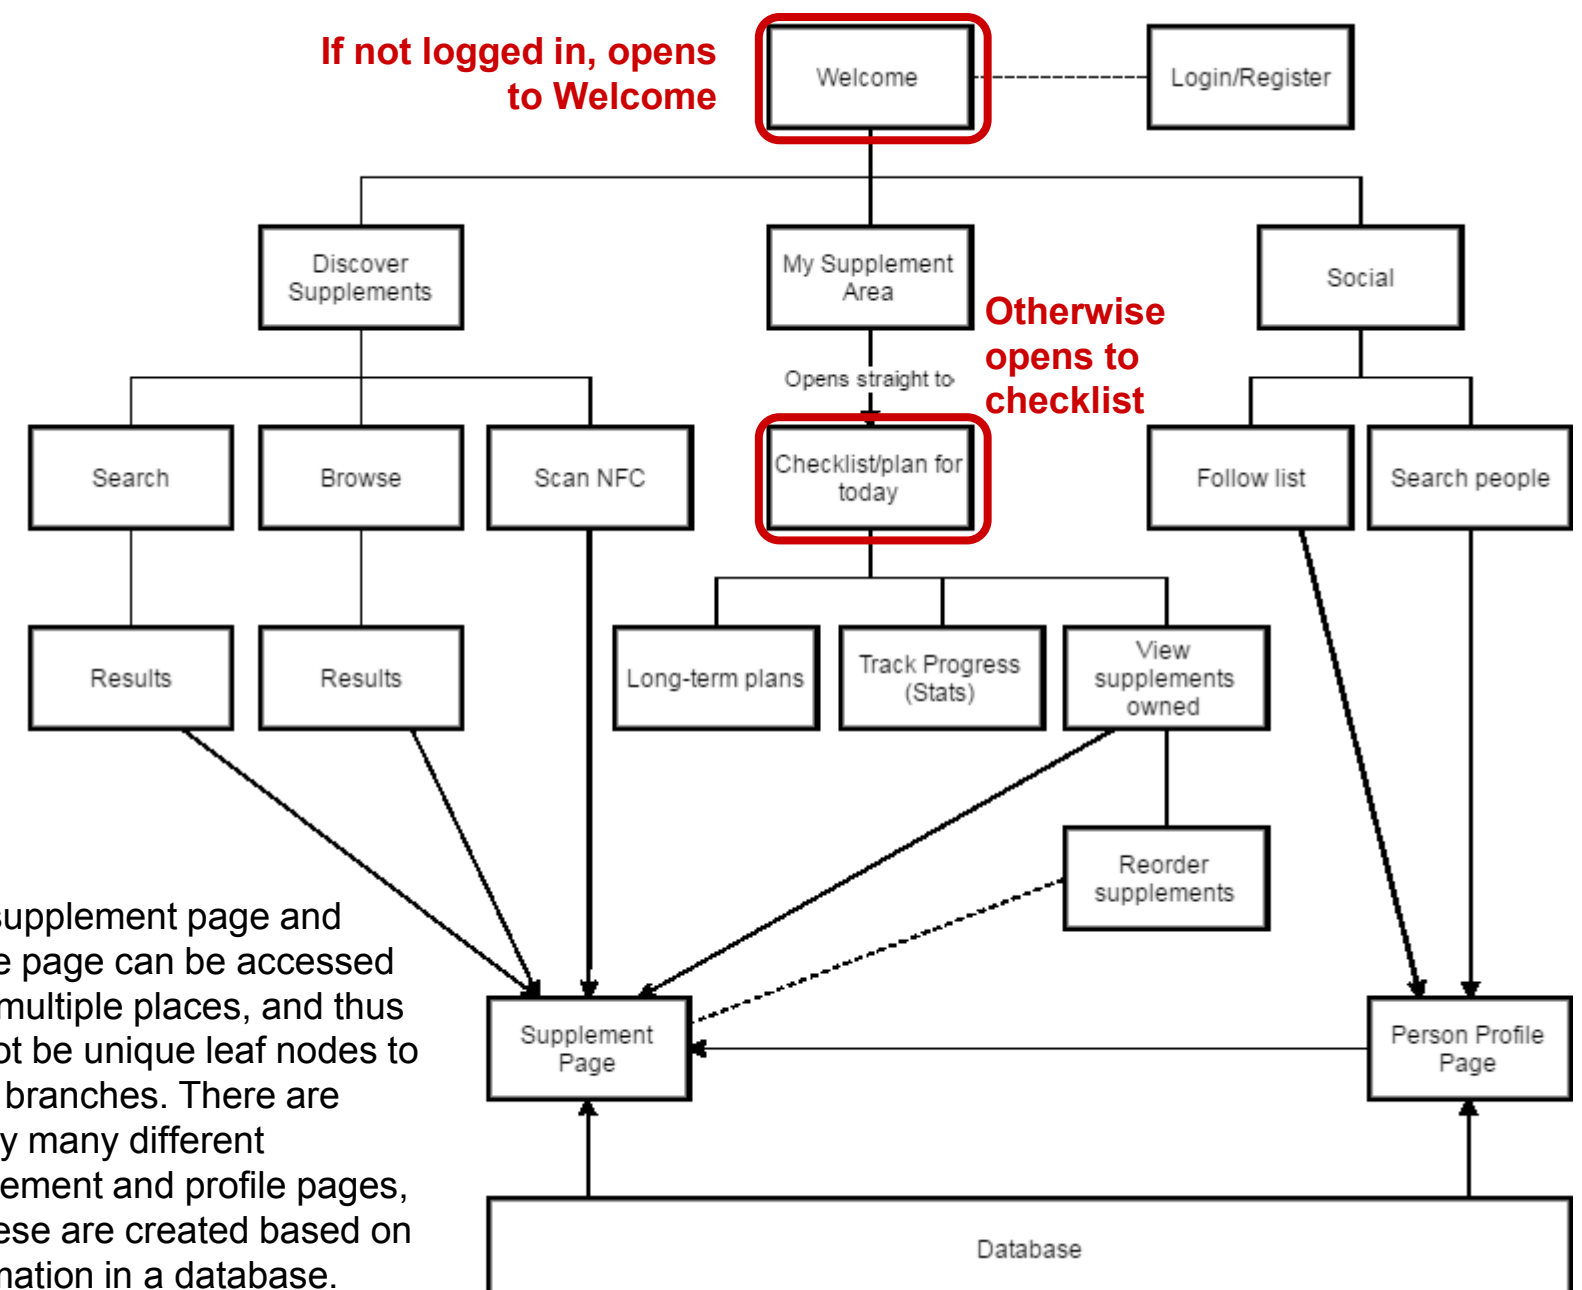 If not logged in, opens
to Welcome
Welcome
Login/Register
Discover
Supplements
My Supplement
Area
Social
Otherwise
opens to
checklist
Opens straight to
Search
Browse
Scan NFC
Checklist/plan for
today
Follow list
Search people
Results
Results
Long-term plans
Track Progress
(Stats)
View
supplements
owned
Reorder
supplements
supplement page and
page can be accessed
multiple places, and thus
be unique leaf nodes to
branches. There are
many different
and profile pages,
are created based on
in a database.
Supplement
Page
Person Profile
Page
Database